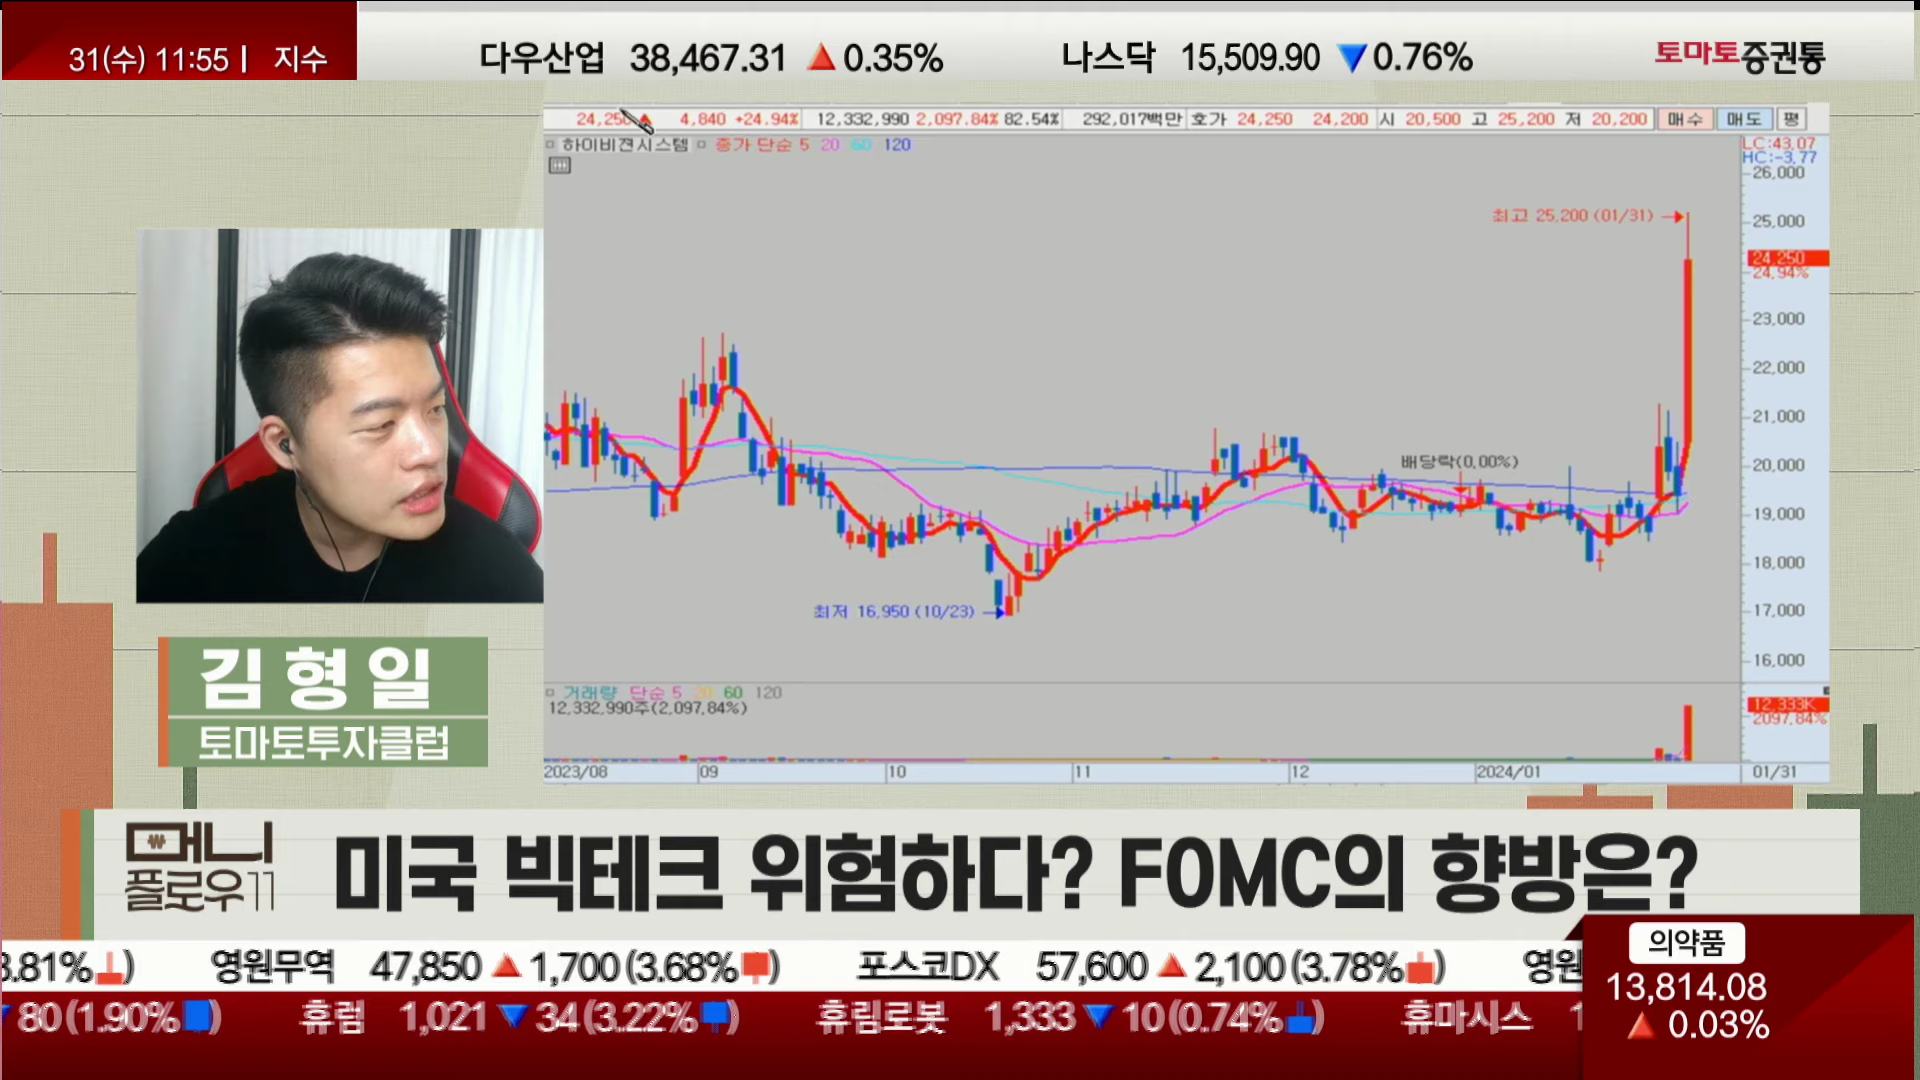 31(수) 11:55 | 지수
다우산업 38,467.31 ▲ 0.35% 나스닥 15,509.90 ▼ 0.76%
토마토증권통
24,250 ▲ 4,840 +24.94% 12,332,990 2,097.84% 82.54% 292,017백만 호가 24,250 24,200 시 20,500 고 25,200 저 20,200 매수 매도 평
하이비젼시스템 종가 단순 5 20 60 120
LC:43.07
HC:-3.77
26,000
최고 25,200 (01/31)
25,000
24,250
24.94%
23,000
22,000
21,000
배당락(0.00%)
20,000
19,000
18,000
최저 16,950 (10/23)
17,000
16,000
거래량 단순 5 20 60 120
12,332,990주(2,097.84%)
12,333K
2097.84%
2023/08 09 10 11 12 2024/01 01/31
김형일
토마토투자클럽
머니
플로우11
미국 빅테크 위험하다? FOMC의 향방은?
3.81% ) 영원무역 47,850 ▲ 1,700 (3.68% ) 포스코DX 57,600 ▲ 2,100 (3.78% ) 영원
▼ 80 (1.90% ) 휴럼 1,021 ▼ 34 (3.22% ) 휴림로봇 1,333 ▼ 10 (0.74% ) 휴마시스 1
의약품
13,814.08
▲ 0.03%